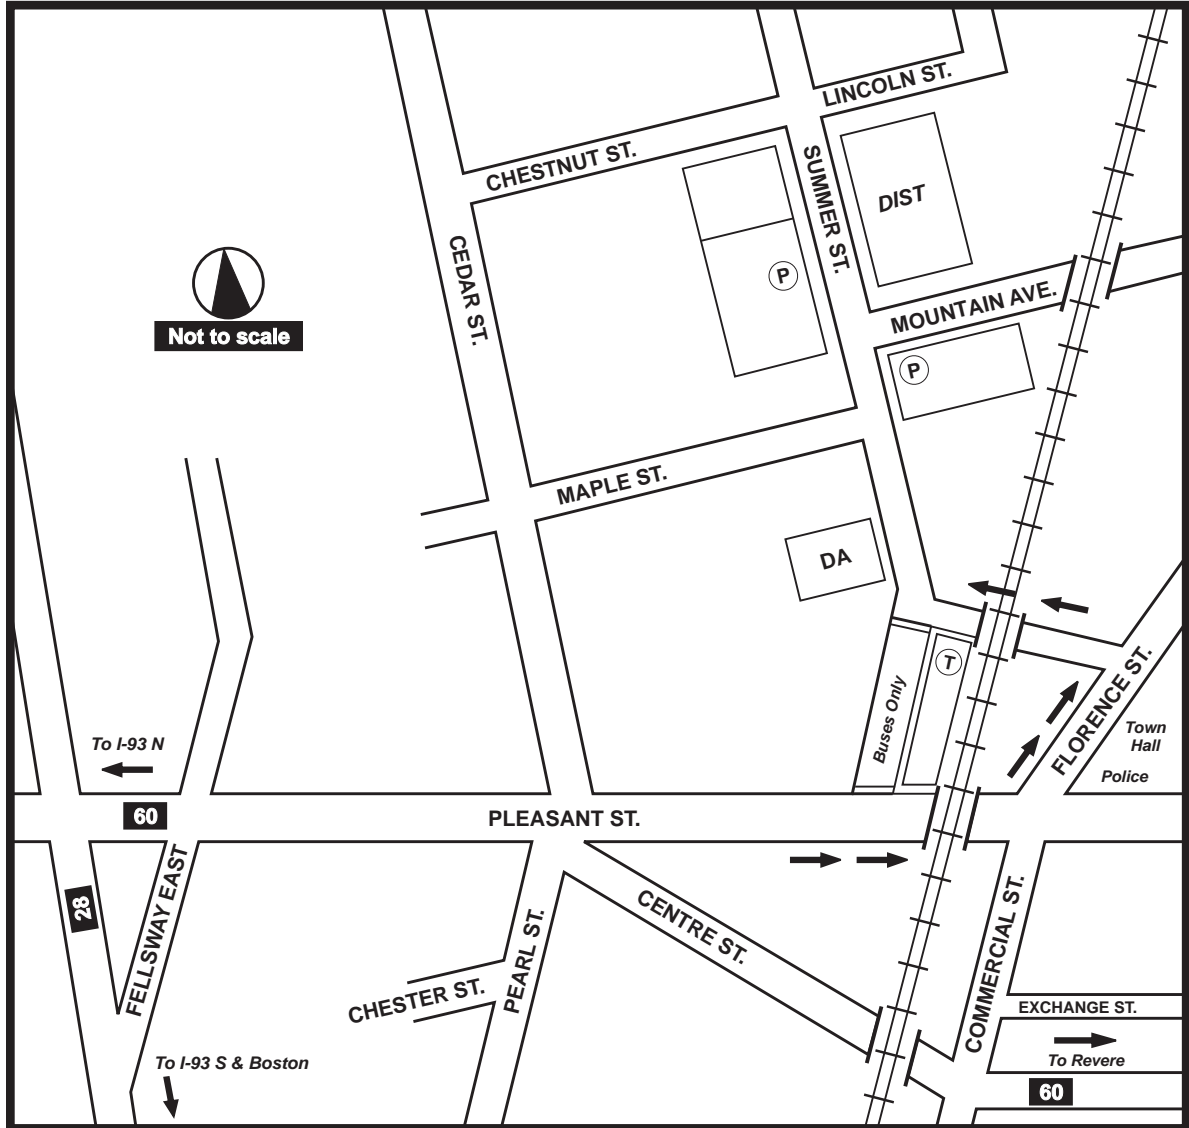 LINCOLN ST.
CHESTNUT ST.
SUMMER ST.
DIST
CEDAR ST.
P
MOUNTAIN AVE.
Not to scale
P
MAPLE ST.
DA
T
FLORENCE ST.
Buses Only
Town
Hall
Police
To I-93 N
60
PLEASANT ST.
28
FELLSWAY EAST
CENTRE ST.
PEARL ST.
COMMERCIAL ST.
CHESTER ST.
EXCHANGE ST.
To Revere
To I-93 S & Boston
60